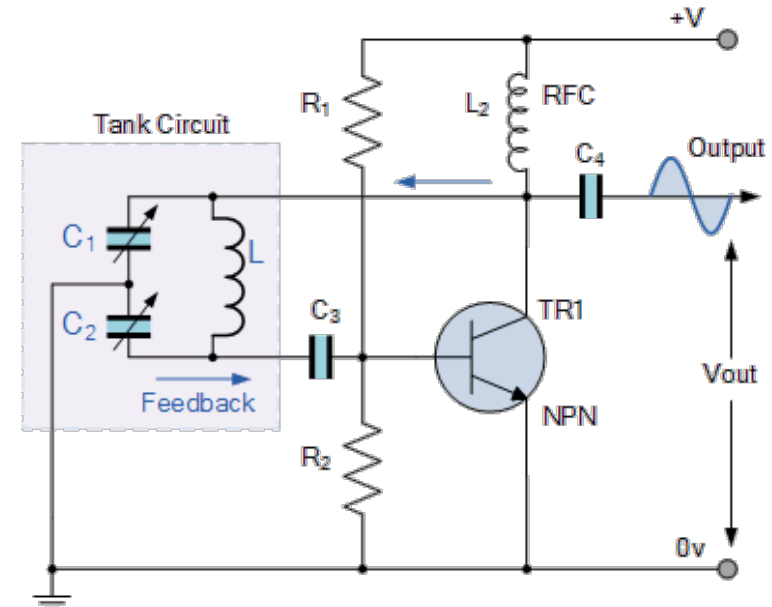 +V
R₁
L₂
RFC
Tank Circuit
C₄
Output
C₁
L
C₃
TR1
C₂
Vout
Feedback
NPN
R₂
0v